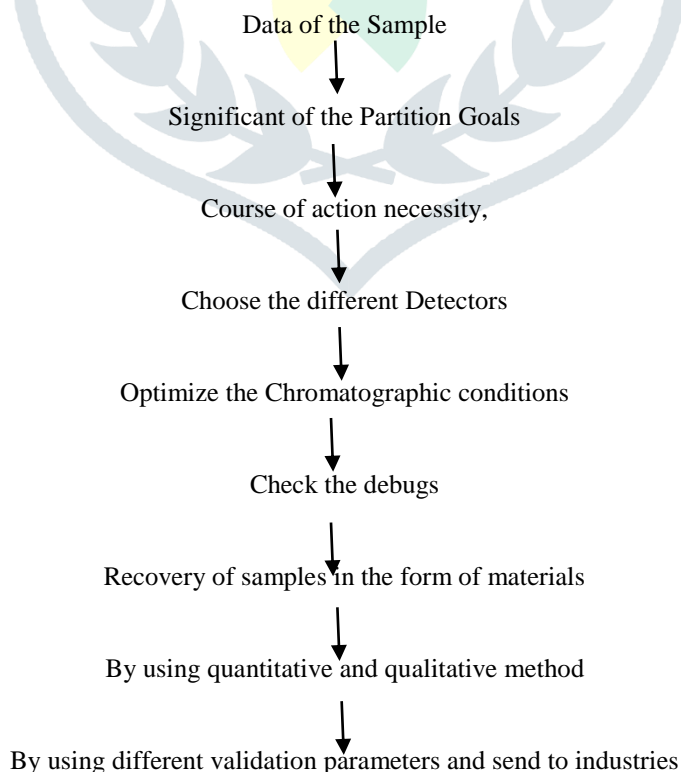 Data of the Sample
Significant of the Partition Goals
Course of action necessity,
Choose the different Detectors
Optimize the Chromatographic conditions
Check the debugs
Recovery of samples in the form of materials
By using quantitative and qualitative method
By using different validation parameters and send to industries